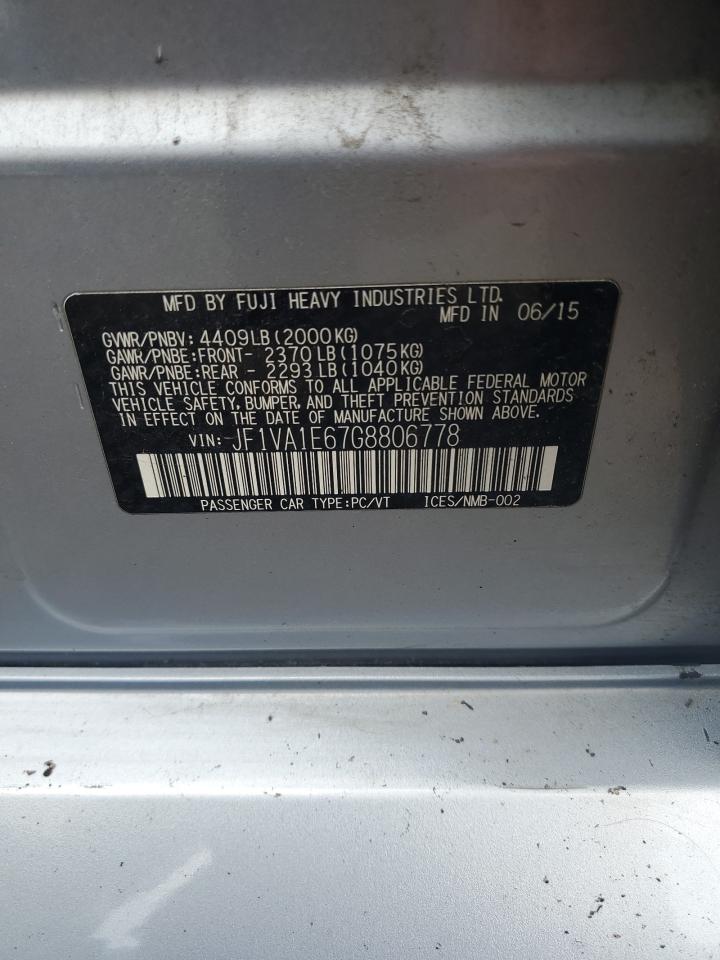 MFD BY FUJI HEAVY INDUSTRIES LTD.
MFD IN 06/15
GVWR/PNBV: 4409LB(2000KG)
GAWR/PNBE:FRONT- 2370LB(1075KG)
GAWR/PNBE:REAR - 2293LB(1040KG)
THIS VEHICLE CONFORMS TO ALL APPLICABLE FEDERAL MOTOR
VEHICLE SAFETY, BUMPER, AND THEFT PREVENTION STANDARDS
IN EFFECT ON THE DATE OF MANUFACTURE SHOWN ABOVE.
VIN: JF1VA1E67G8806778
PASSENGER CAR TYPE:PC/VT ICES/NMB-002